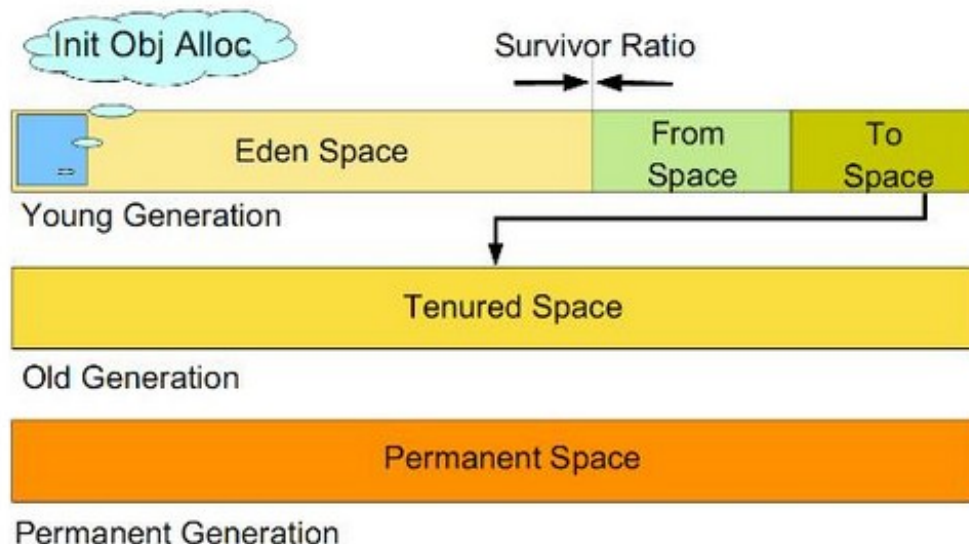 Init Obj Alloc
Survivor Ratio
Eden Space
From
Space
To
Space
Young Generation
Tenured Space
Old Generation
Permanent Space
Permanent Generation